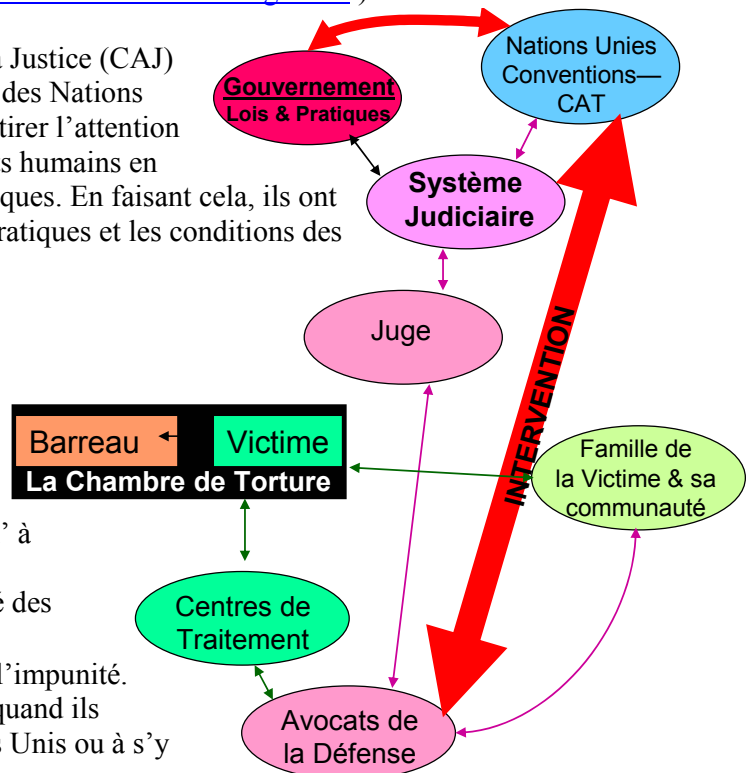 a Justice (CAJ)
des Nations
tirer l’attention
s humains en
ques. En faisant cela, ils ont
ratiques et les conditions des
’ à
é des
l’impunité.
quand ils
s Unis ou à s’y
Gouvernement
Lois & Pratiques
Nations Unies
Conventions—
CAT
Système
Judiciaire
Juge
INTERVENTION
Barreau
Victime
La Chambre de Torture
Famille de
la Victime & sa
communauté
Centres de
Traitement
Avocats de
la Défense